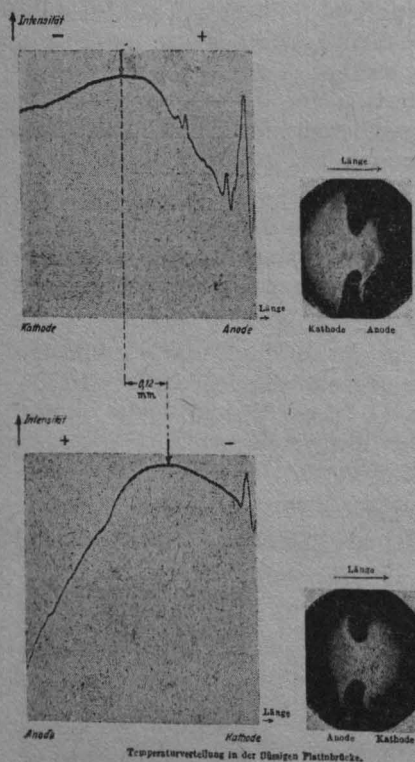 Intensität
− +
Länge
Länge
Kathode Anode
Kathode Anode
0,12
mm
Intensität
+ −
Länge
Länge
Anode Kathode
Anode Kathode
Temperaturverteilung in der flüssigen Platinbrücke.